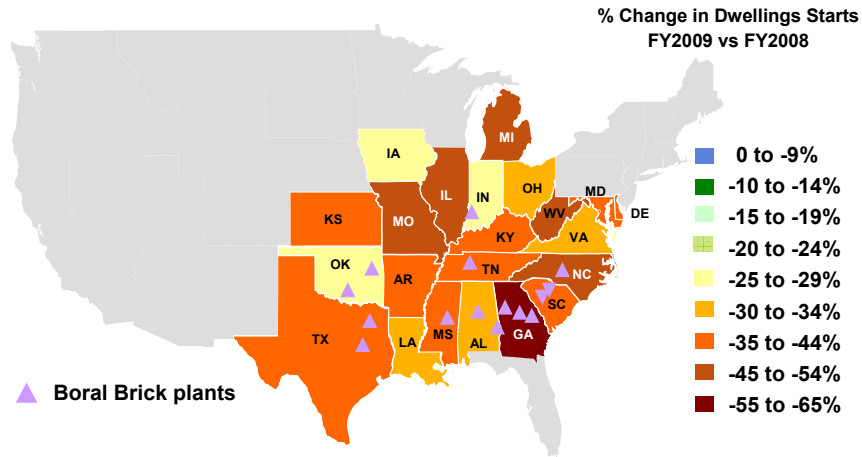 % Change in Dwellings Starts
FY2009 vs FY2008
MI
IA
OH
IL
IN
MD
0 to -9%
-10 to -14%
-15 to -19%
-20 to -24%
-25 to -29%
-30 to -34%
-35 to -44%
-45 to -54%
-55 to -65%
WV
DE
KS
MO
KY
VA
OK
AR
TN
NC
SC
TX
LA
MS
AL
GA
Boral Brick plants